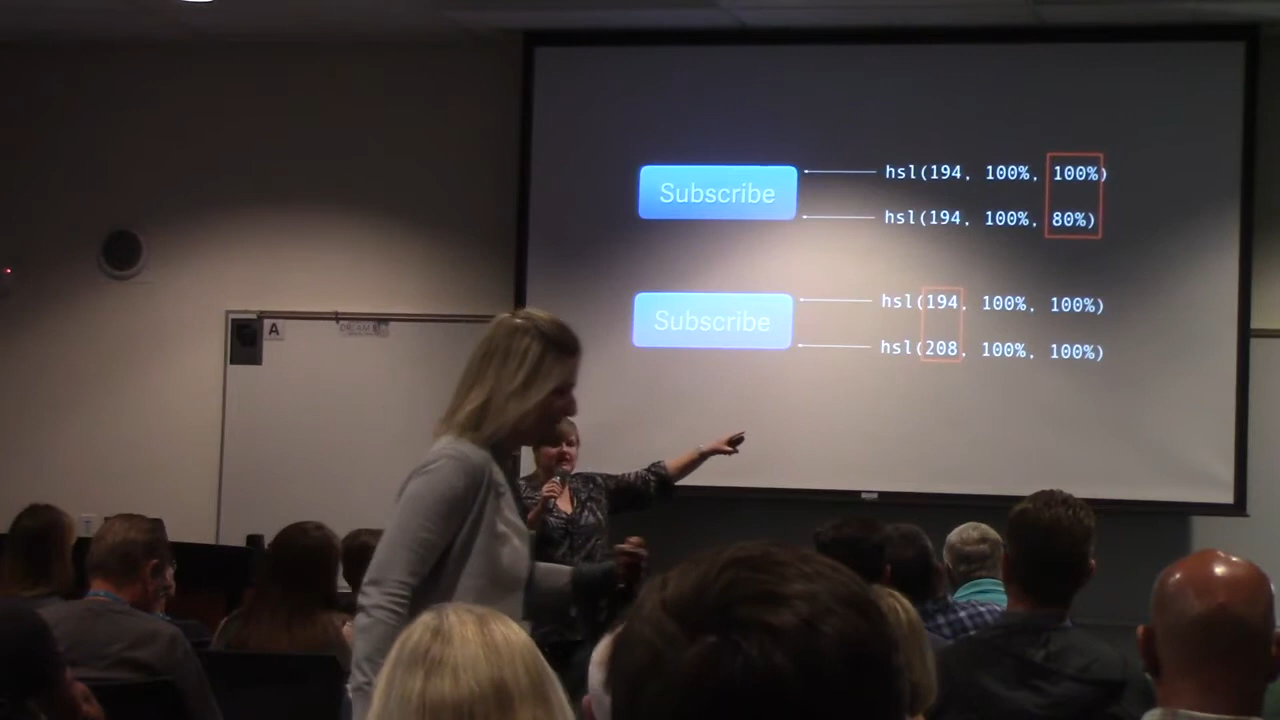 Subscribe
hsl(194, 100%, 100%)
hsl(194, 100%, 80%)
Subscribe
hsl(194, 100%, 100%)
hsl(208, 100%, 100%)
A